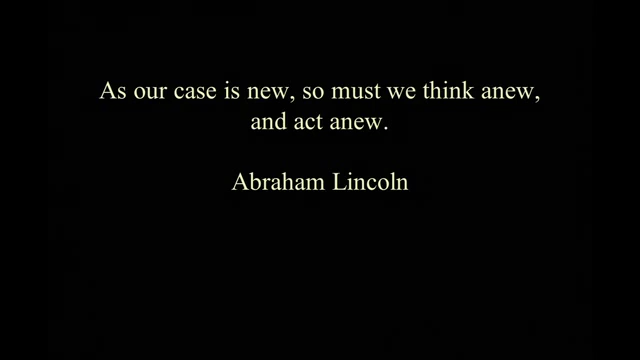 As our case is new, so must we think anew,
and act anew.
Abraham Lincoln